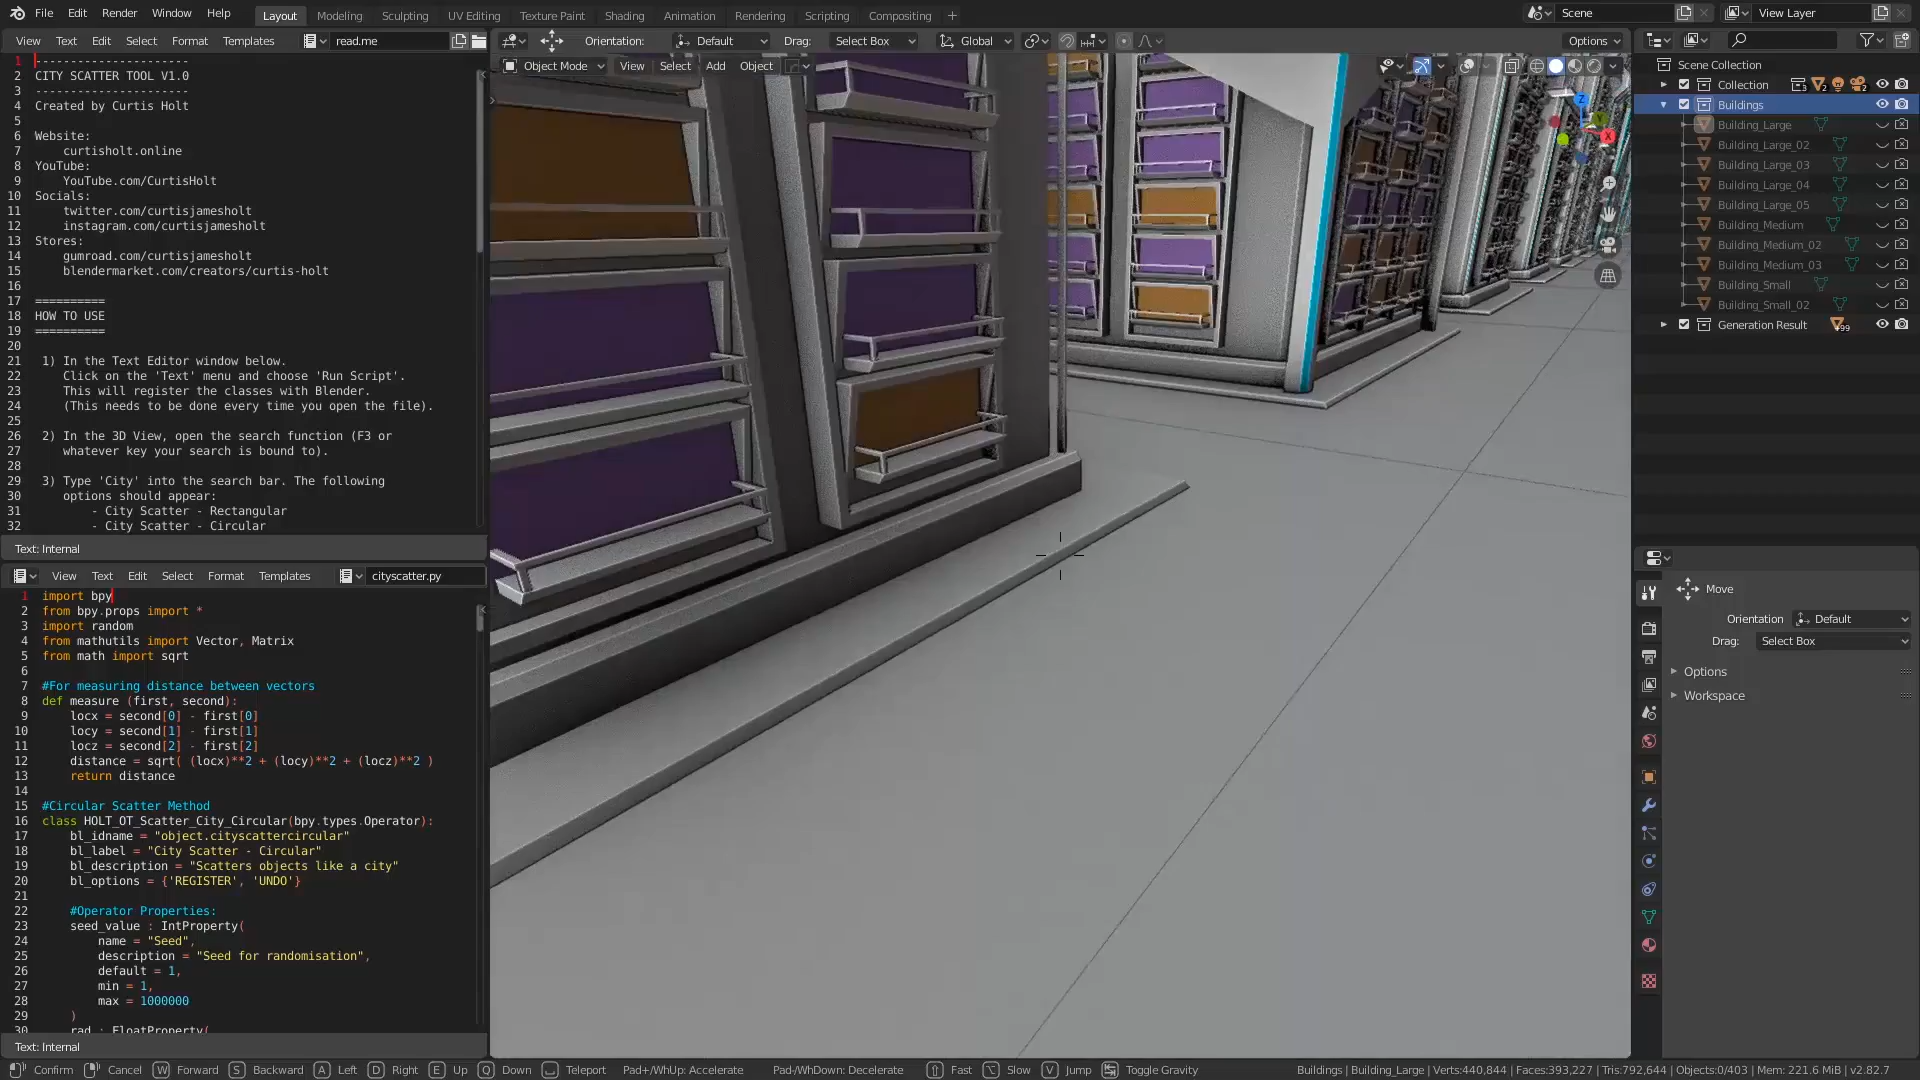 File Edit Render Window Help
Layout Modeling Sculpting UV Editing Texture Paint Shading Animation Rendering Scripting Compositing +
Scene
View Layer
View Text Edit Select Format Templates
read.me
Orientation: Default Drag: Select Box Global Options
Object Mode View Select Add Object
1 ----------------------
2 CITY SCATTER TOOL V1.0
3 ----------------------
4 Created by Curtis Holt
5
6 Website:
7 curtisholt.online
8 YouTube:
9 YouTube.com/CurtisHolt
10 Socials:
11 twitter.com/curtisjamesholt
12 instagram.com/curtisjamesholt
13 Stores:
14 gumroad.com/curtisjamesholt
15 blendermarket.com/creators/curtis-holt
16
17 ==========
18 HOW TO USE
19 ==========
20
21 1) In the Text Editor window below.
22 Click on the 'Text' menu and choose 'Run Script'.
23 This will register the classes with Blender.
24 (This needs to be done every time you open the file).
25
26 2) In the 3D View, open the search function (F3 or
27 whatever key your search is bound to).
28
29 3) Type 'City' into the search bar. The following
30 options should appear:
31 - City Scatter - Rectangular
32 - City Scatter - Circular
Text: Internal
View Text Edit Select Format Templates
cityscatter.py
1 import bpy
2 from bpy.props import *
3 import random
4 from mathutils import Vector, Matrix
5 from math import sqrt
6
7 #For measuring distance between vectors
8 def measure (first, second):
9 locx = second[0] - first[0]
10 locy = second[1] - first[1]
11 locz = second[2] - first[2]
12 distance = sqrt( (locx)**2 + (locy)**2 + (locz)**2 )
13 return distance
14
15 #Circular Scatter Method
16 class HOLT_OT_Scatter_City_Circular(bpy.types.Operator):
17 bl_idname = "object.cityscattercircular"
18 bl_label = "City Scatter - Circular"
19 bl_description = "Scatters objects like a city"
20 bl_options = {'REGISTER', 'UNDO'}
21
22 #Operator Properties:
23 seed_value : IntProperty(
24 name = "Seed",
25 description = "Seed for randomisation",
26 default = 1,
27 min = 1,
28 max = 1000000
29 )
30 rad : FloatProperty(
Text: Internal
Z
Y
X
Scene Collection
Collection 3 2 2
Buildings
Building_Large
Building_Large_02
Building_Large_03
Building_Large_04
Building_Large_05
Building_Medium
Building_Medium_02
Building_Medium_03
Building_Small
Building_Small_02
Generation Result +99
Move
Orientation Default
Drag: Select Box
Options
Workspace
Confirm Cancel W Forward S Backward A Left D Right E Up Q Down Teleport Pad+/WhUp: Accelerate Pad-/WhDown: Decelerate Fast Slow V Jump Toggle Gravity
Buildings | Building_Large | Verts:440,844 | Faces:393,227 | Tris:792,644 | Objects:0/403 | Mem: 221.6 MiB | v2.82.7